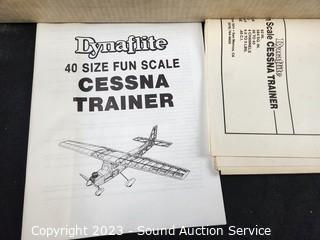 Dynaflite
40 SIZE FUN SCALE
CESSNA
TRAINER
Dynaflite
Scale CESSNA TRAINER
Copyright 2023 - Sound Auction Service